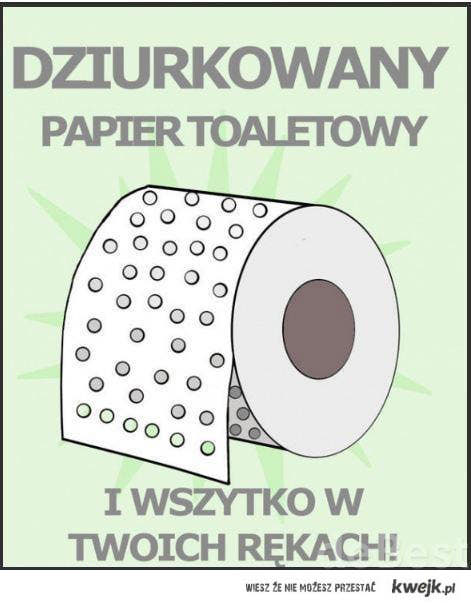 DZIURKOWANY
PAPIER TOALETOWY
I WSZYTKO W
TWOICH RĘKACH!
WIESZ ŻE NIE MOŻESZ PRZESTAĆ kwejk.pl